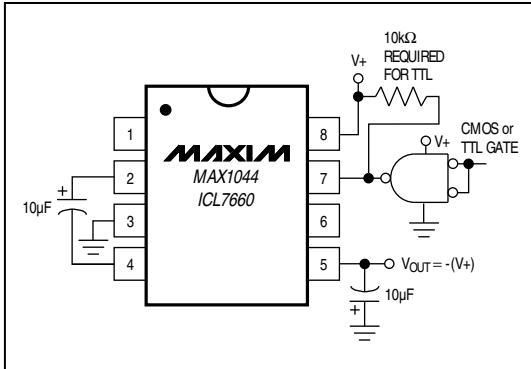 10kΩ
REQUIRED
FOR TTL
V+
CMOS or
TTL GATE
V+
1
8
MAXIM
MAX1044
ICL7660
2
7
+
10µF
3
6
4
5
VOUT = -(V+)
10µF
+